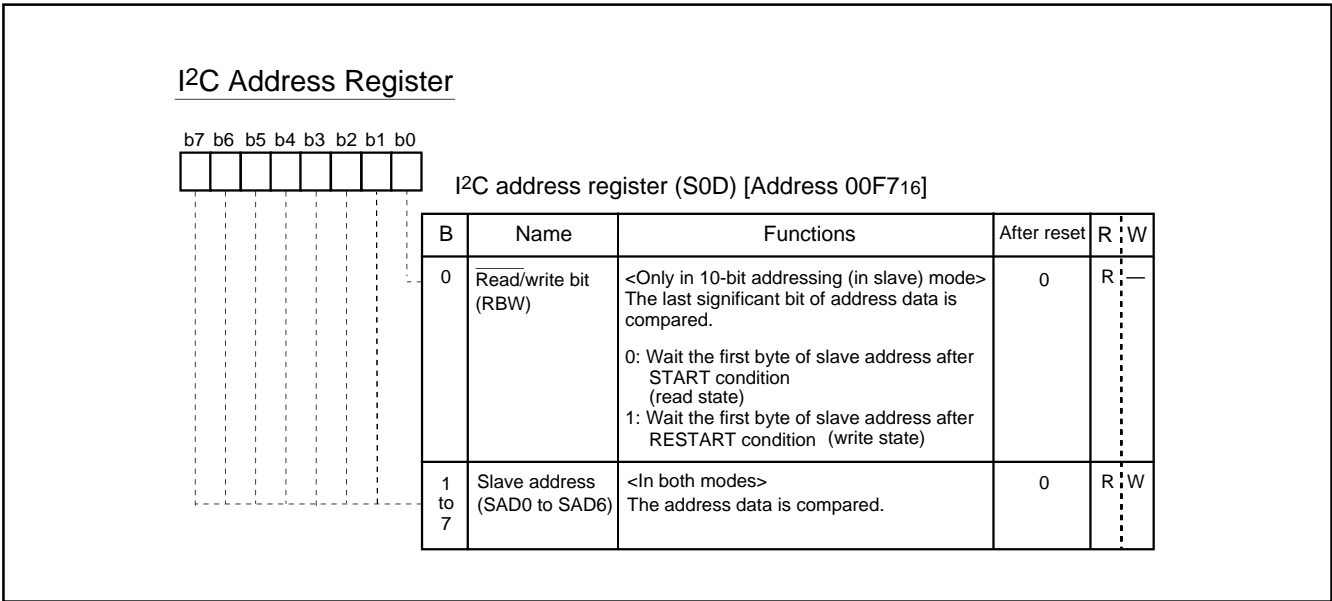 I2C Address Register
b7 b6 b5 b4 b3 b2 b1 b0
I2C address register (S0D) [Address 00F716]
B Name Functions After reset R W
0 Read/write bit (RBW) <Only in 10-bit addressing (in slave) mode> 0 R —
The last significant bit of address data is
compared.
0: Wait the first byte of slave address after
START condition
(read state)
1: Wait the first byte of slave address after
RESTART condition (write state)
1 to 7 Slave address (SAD0 to SAD6) <In both modes> 0 R W
The address data is compared.